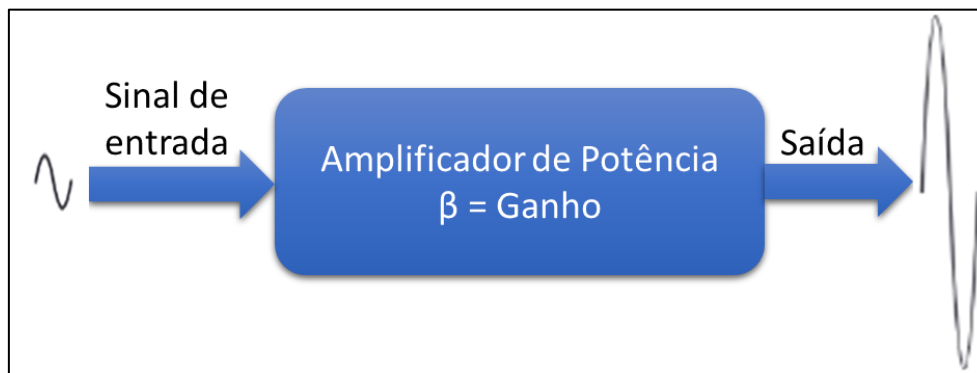 Sinal de
entrada
Amplificador de Potência
β = Ganho
Saída